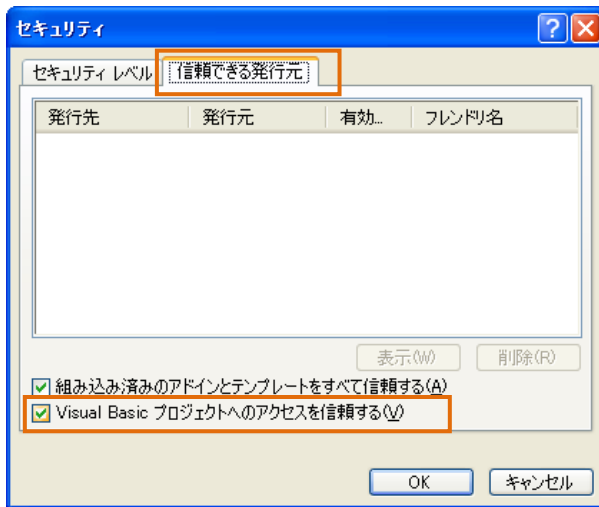 セキュリティ
セキュリティ レベル 信頼できる発行元
発行先 発行元 有効... フレンドリ名
表示(W) 削除(R)
組み込み済みのアドインとテンプレートをすべて信頼する(A)
Visual Basic プロジェクトへのアクセスを信頼する(V)
OK キャンセル